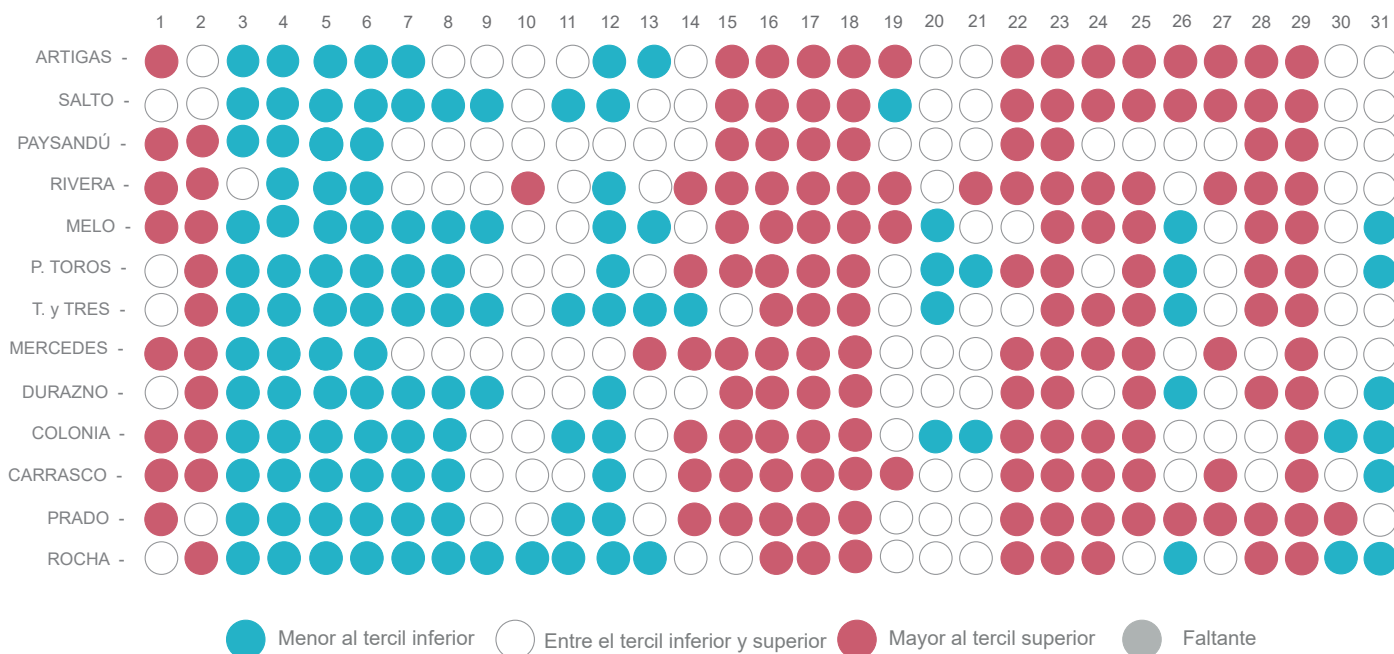 1 2 3 4 5 6 7 8 9 10 11 12 13 14 15 16 17 18 19 20 21 22 23 24 25 26 27 28 29 30 31
ARTIGAS -
SALTO -
PAYSANDÚ -
RIVERA -
MELO -
P. TOROS -
T. y TRES -
MERCEDES -
DURAZNO -
COLONIA -
CARRASCO -
PRADO -
ROCHA -
Menor al tercil inferior Entre el tercil inferior y superior Mayor al tercil superior Faltante